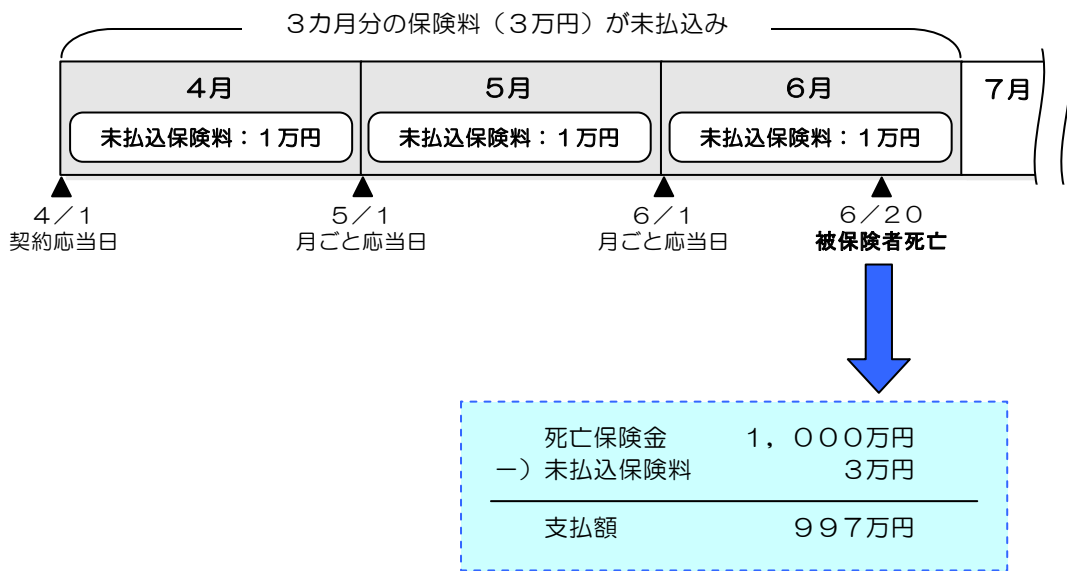 ３カ月分の保険料（３万円）が未払込み
４月
５月
６月
７月
未払込保険料：１万円
未払込保険料：１万円
未払込保険料：１万円
４／１
契約応当日
５／１
月ごと応当日
６／１
月ごと応当日
６／２０
被保険者死亡
死亡保険金 １，０００万円
－）未払込保険料 ３万円
支払額 ９９７万円